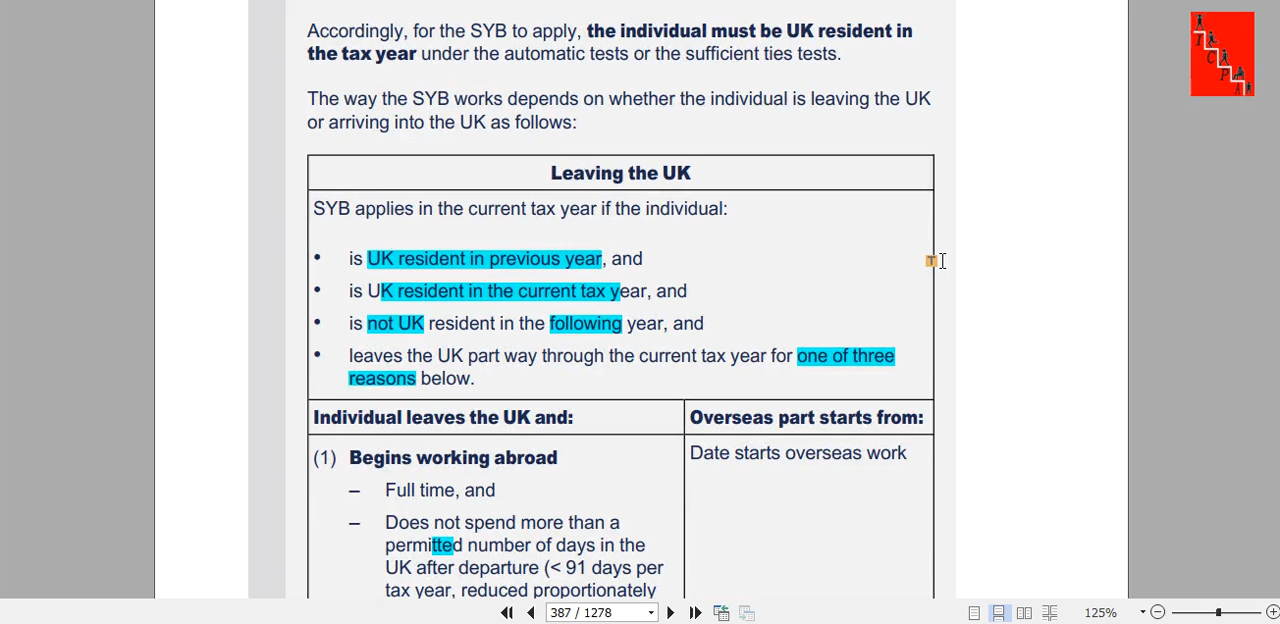 Accordingly, for the SYB to apply, the individual must be UK resident in
the tax year under the automatic tests or the sufficient ties tests.
The way the SYB works depends on whether the individual is leaving the UK
or arriving into the UK as follows:
Leaving the UK
SYB applies in the current tax year if the individual:
• is UK resident in previous year, and
• is UK resident in the current tax year, and
• is not UK resident in the following year, and
• leaves the UK part way through the current tax year for one of three
reasons below.
Individual leaves the UK and:
Overseas part starts from:
(1) Begins working abroad
Date starts overseas work
– Full time, and
– Does not spend more than a
permitted number of days in the
UK after departure (< 91 days per
tax year, reduced proportionately
387 / 1278
125%
T
C
P
A
T